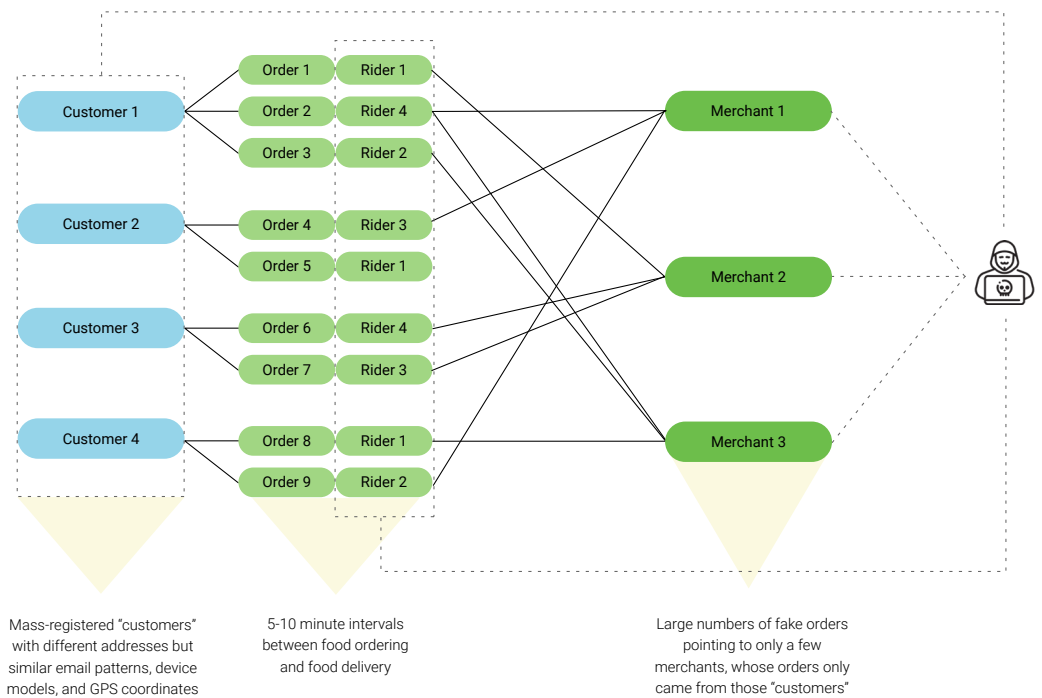 Order 1 Rider 1
Customer 1 Order 2 Rider 4 Merchant 1
Order 3 Rider 2
Customer 2 Order 4 Rider 3
Order 5 Rider 1
Merchant 2
Customer 3 Order 6 Rider 4
Order 7 Rider 3
Customer 4 Order 8 Rider 1 Merchant 3
Order 9 Rider 2
Mass-registered “customers”
with different addresses but
similar email patterns, device
models, and GPS coordinates
5-10 minute intervals
between food ordering
and food delivery
Large numbers of fake orders
pointing to only a few
merchants, whose orders only
came from those “customers”